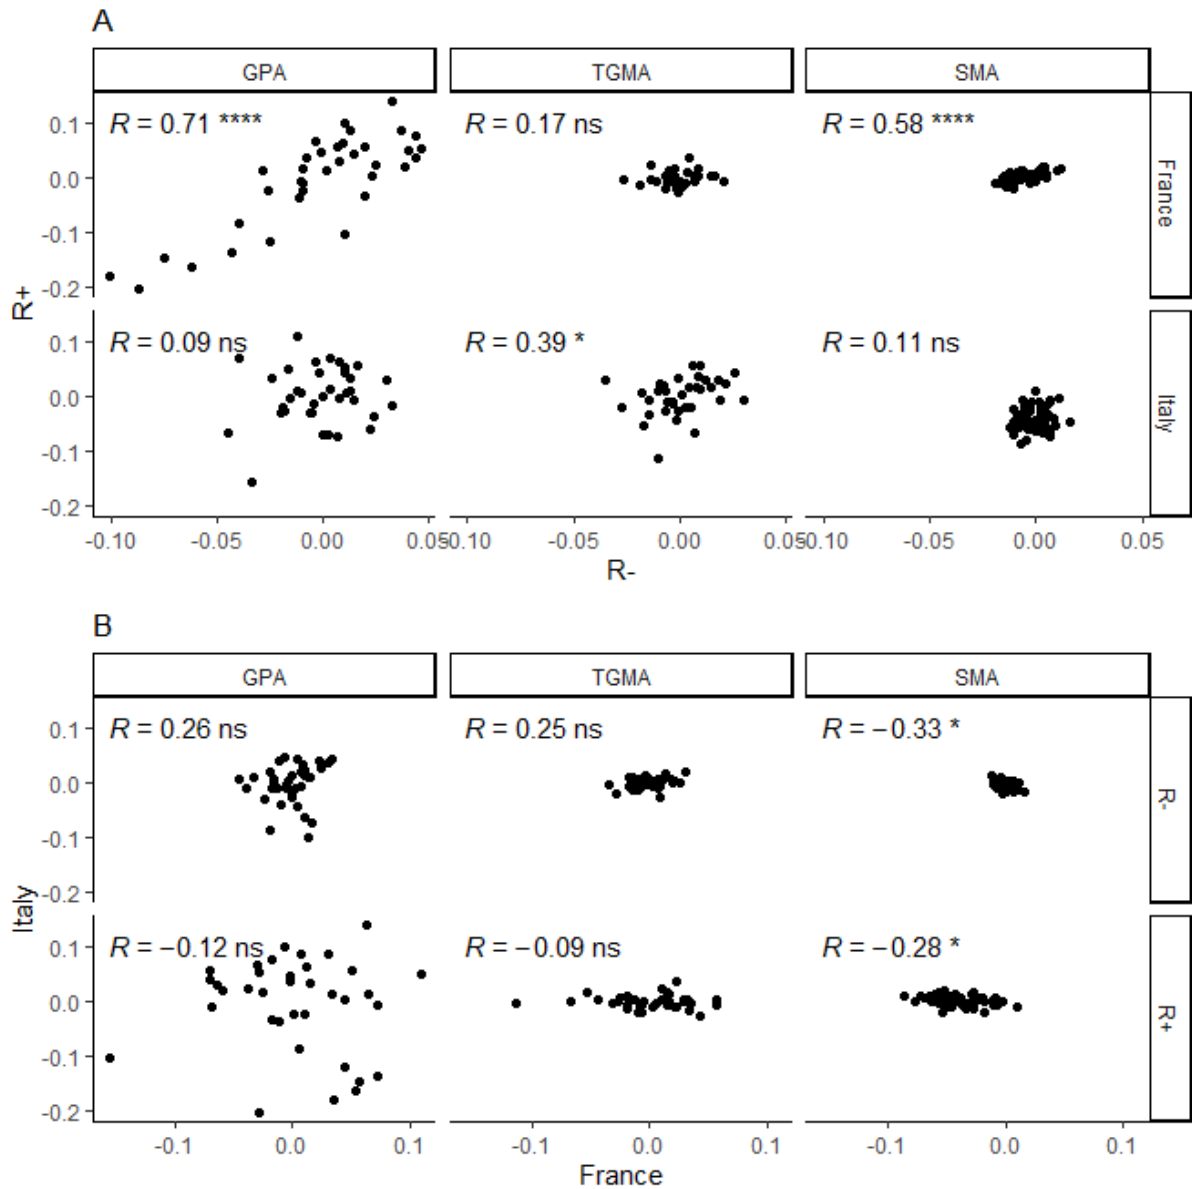 A
GPA TGMA SMA
R = 0.71 **** R = 0.17 ns R = 0.58 ****
0.1
0.0
-0.1
-0.2
France
R+
R = 0.09 ns R = 0.39 * R = 0.11 ns
0.1
0.0
-0.1
-0.2
Italy
-0.10 -0.05 0.00 0.05 -0.10 -0.05 0.00 0.05 -0.10 -0.05 0.00 0.05
R-
B
GPA TGMA SMA
R = 0.26 ns R = 0.25 ns R = −0.33 *
0.1
0.0
-0.1
-0.2
R-
Italy
R = −0.12 ns R = −0.09 ns R = −0.28 *
0.1
0.0
-0.1
-0.2
R+
-0.1 0.0 0.1 -0.1 0.0 0.1 -0.1 0.0 0.1
France